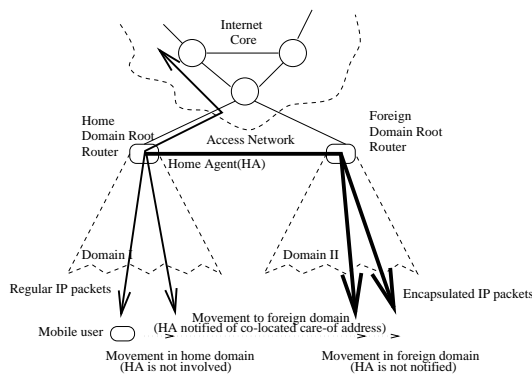 Internet
Core
Home
Domain Root
Router
Foreign
Domain Root
Router
Access Network
Home Agent(HA)
Domain I
Domain II
Regular IP packets
Encapsulated IP packets
Mobile user
Movement to foreign domain
(HA notified of co-located care-of address)
Movement in home domain
(HA is not involved)
Movement in foreign domain
(HA is not notified)